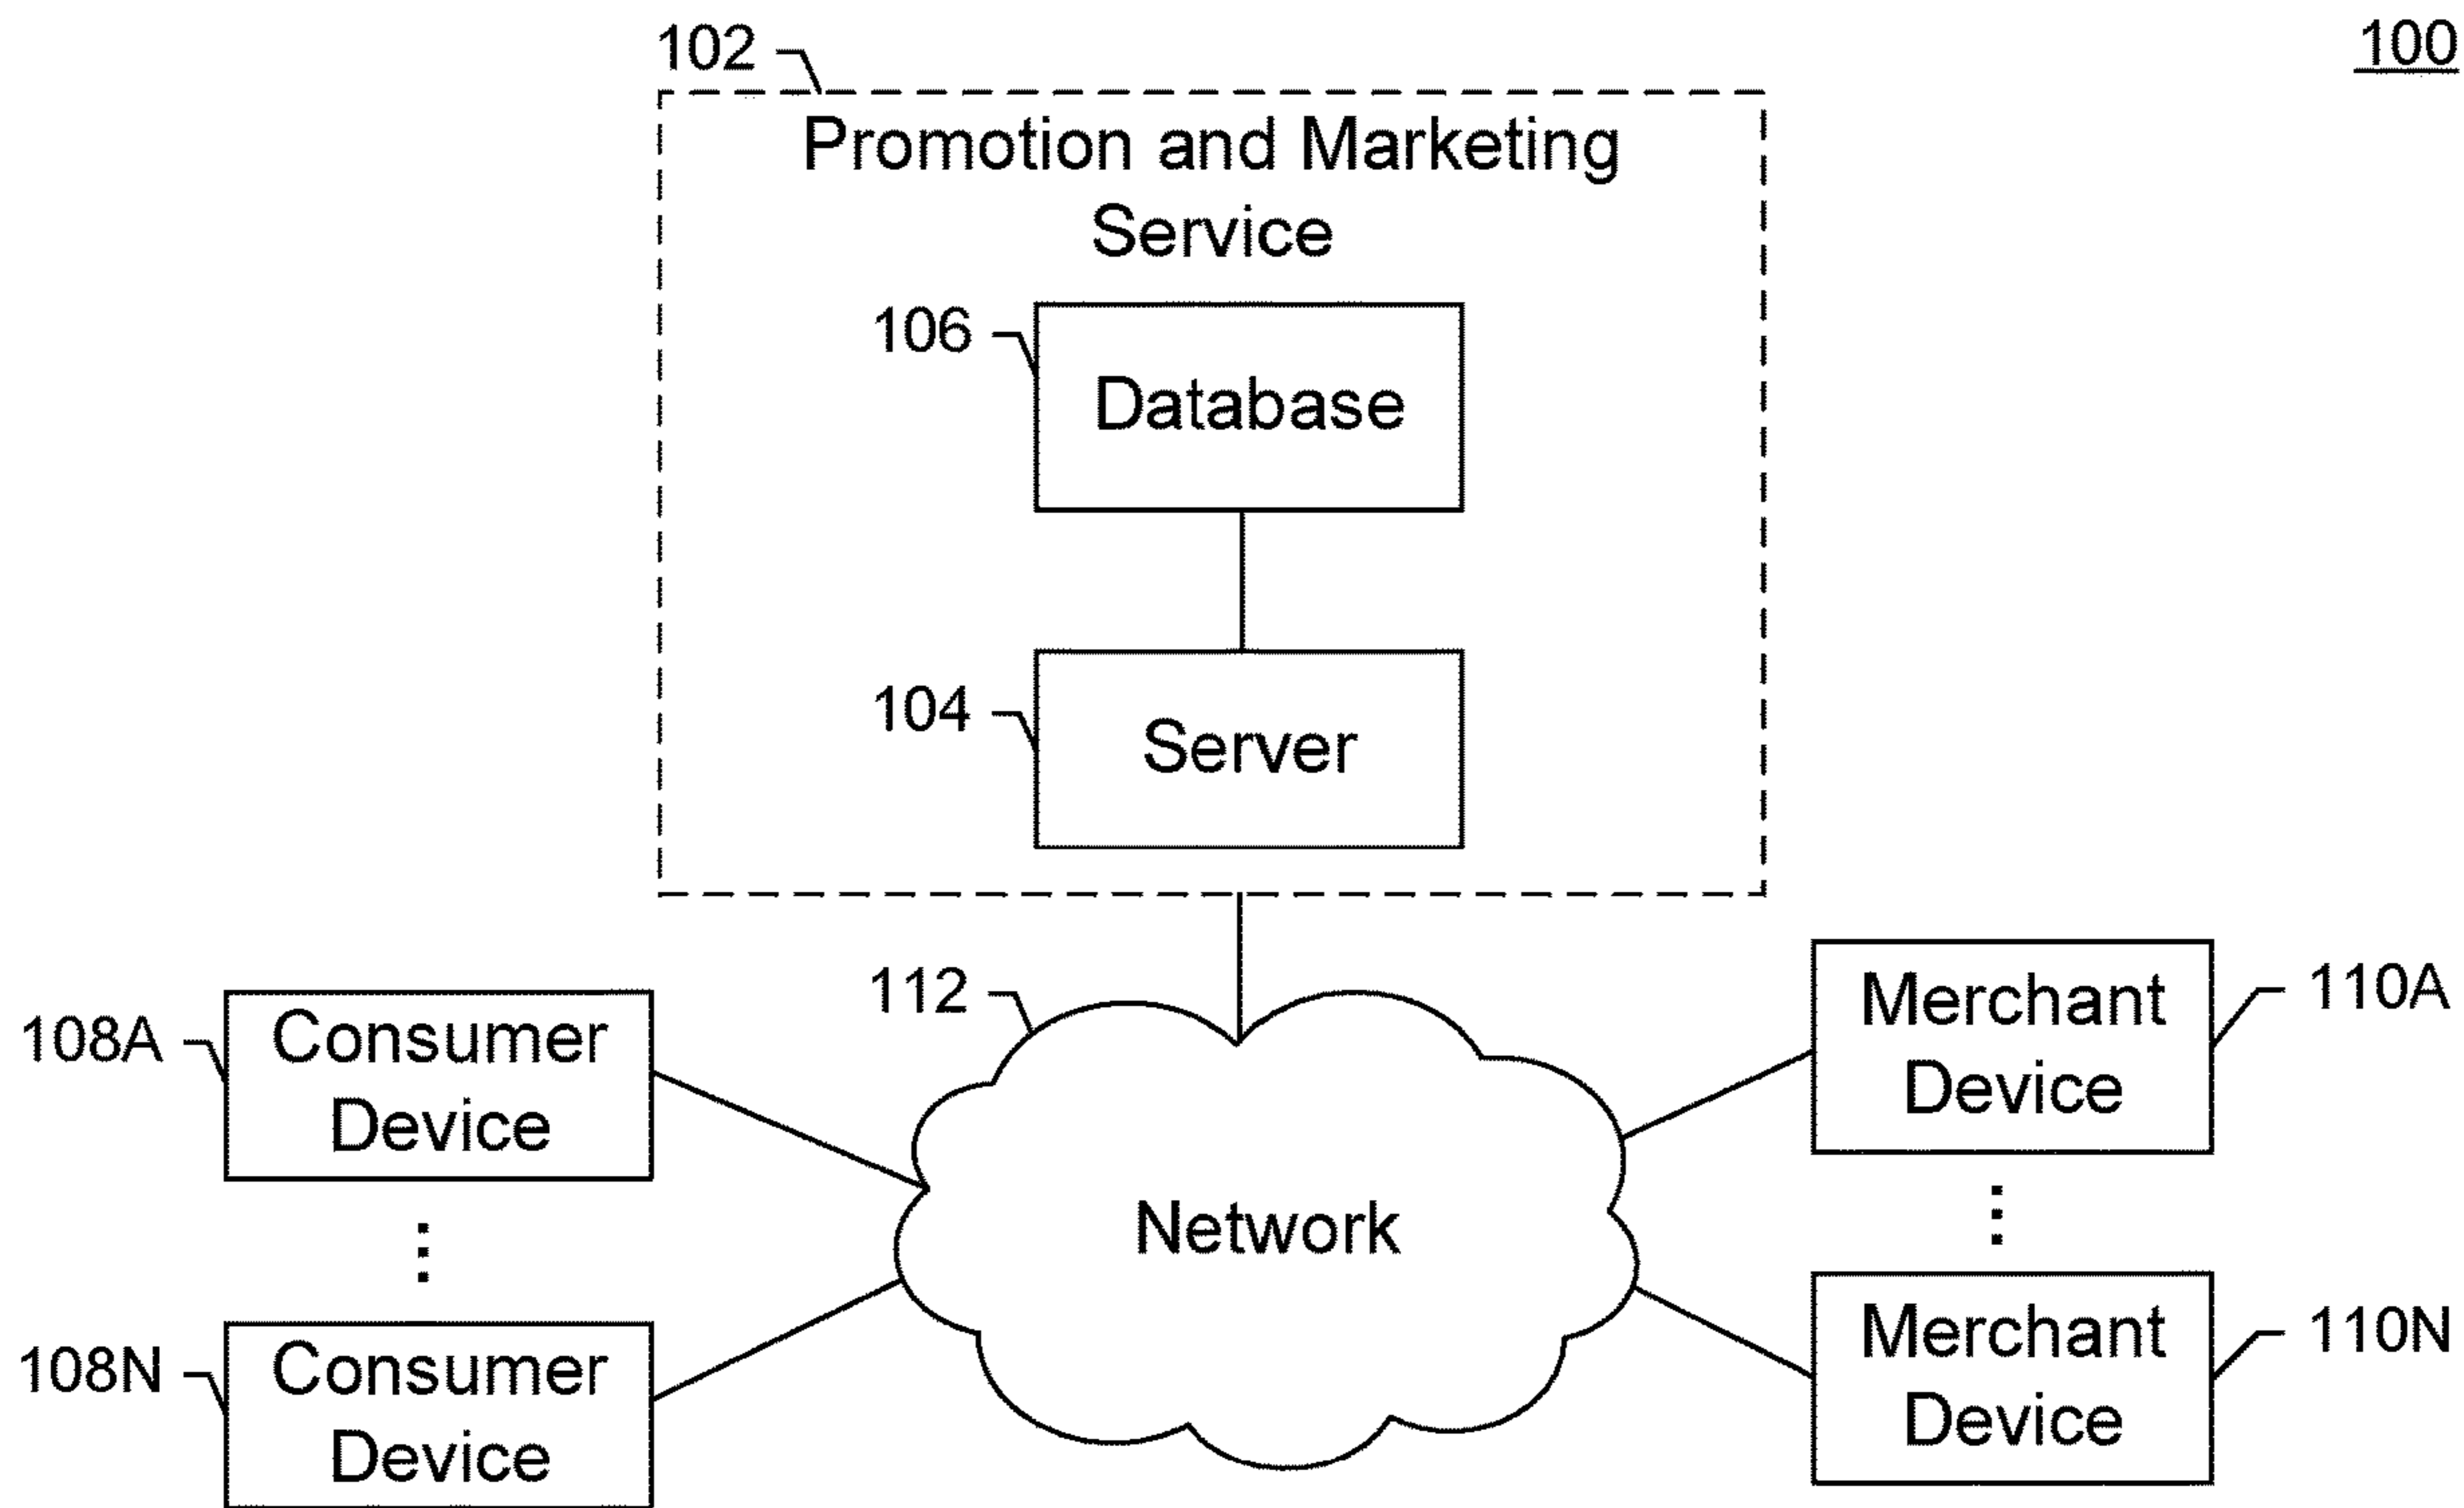 100
102
Promotion and Marketing
Service
106
Database
104
Server
112
108A
Consumer
Device
108N
Consumer
Device
Network
Merchant
Device
110A
Merchant
Device
110N